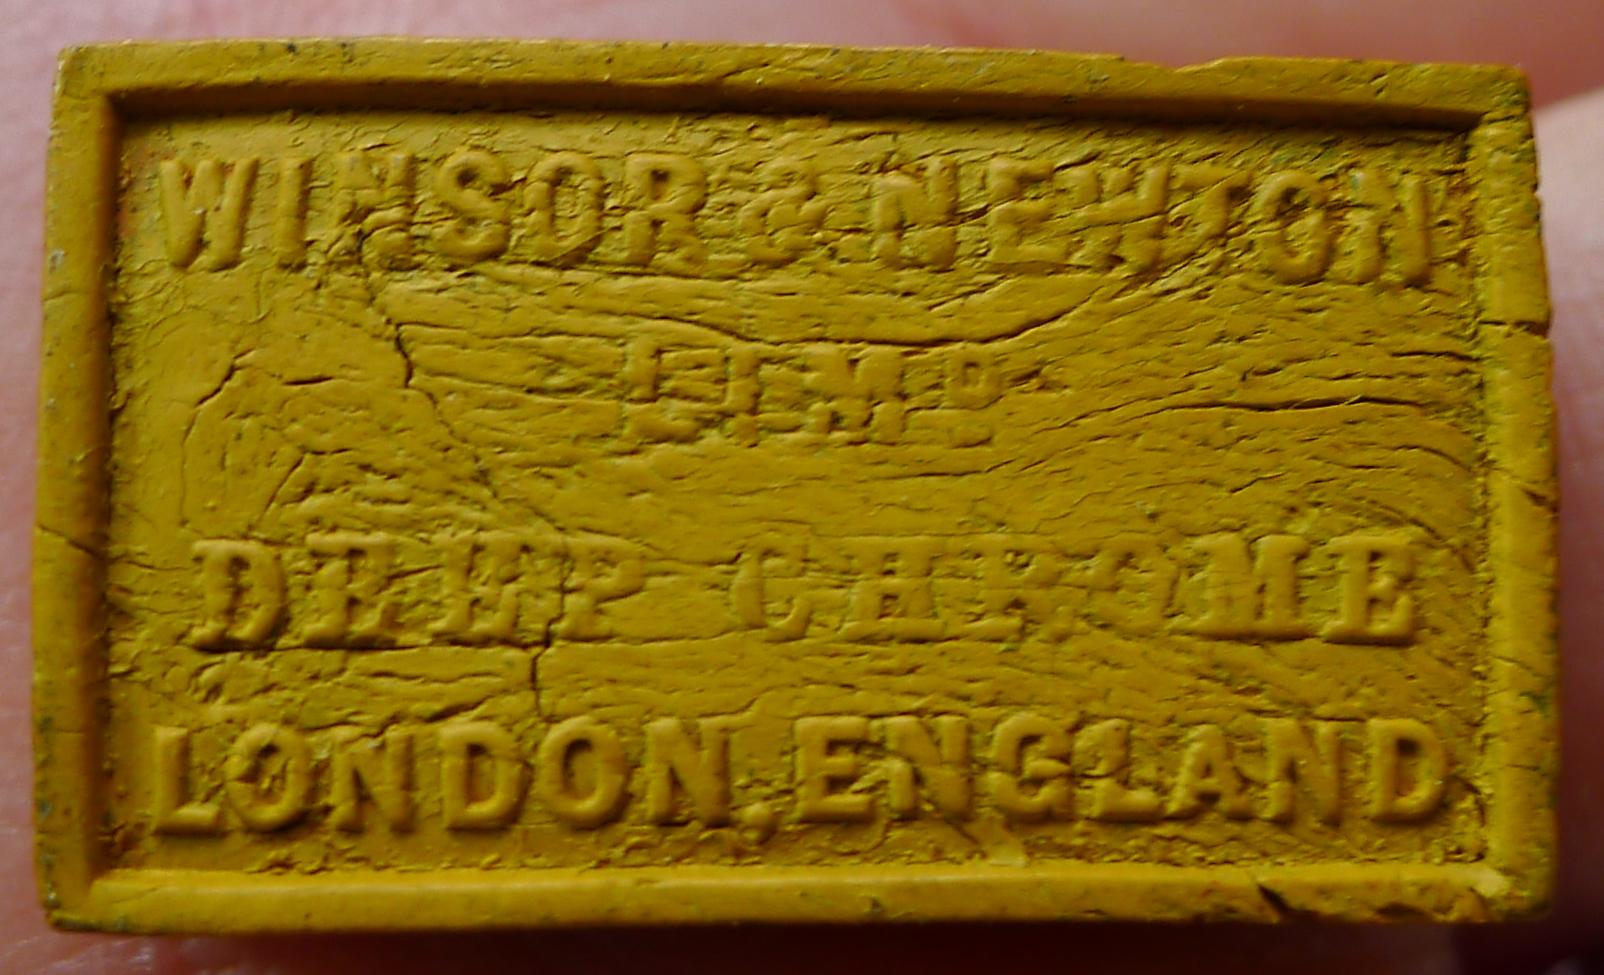 WINSOR & NEWTON
LIMD
DEEP CHROME
LONDON, ENGLAND